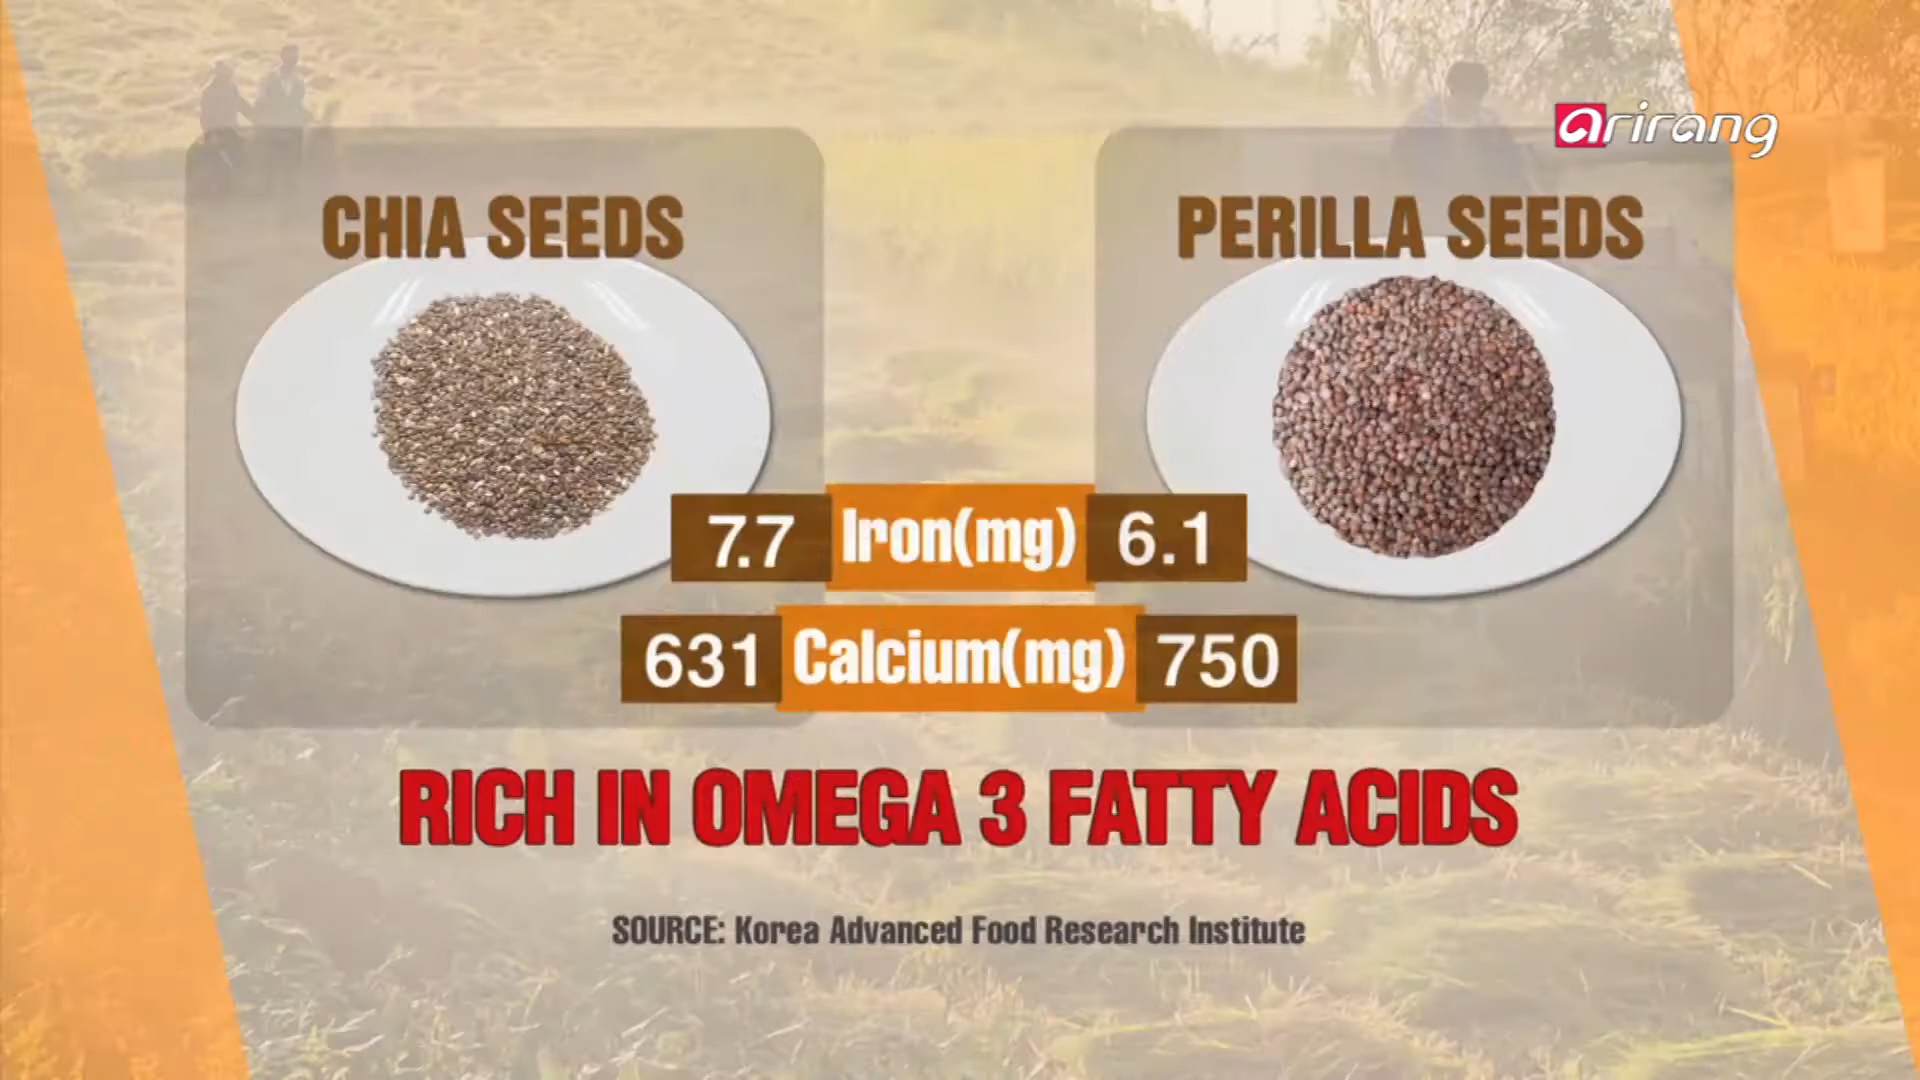 arirang
CHIA SEEDS
PERILLA SEEDS
7.7 Iron(mg) 6.1
631 Calcium(mg) 750
RICH IN OMEGA 3 FATTY ACIDS
SOURCE: Korea Advanced Food Research Institute